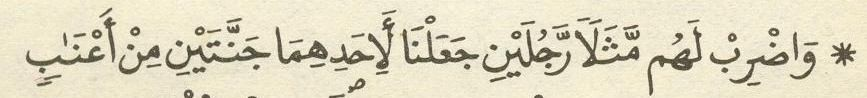 * وَاضْرِبْ لَهُم مَّثَلَاَ رَّجُلَيْنِ جَعَلْنَا لَأِحَدِهِمَا جَنَّتَيْنِ مِنْ أَعْنَـٰبٍ